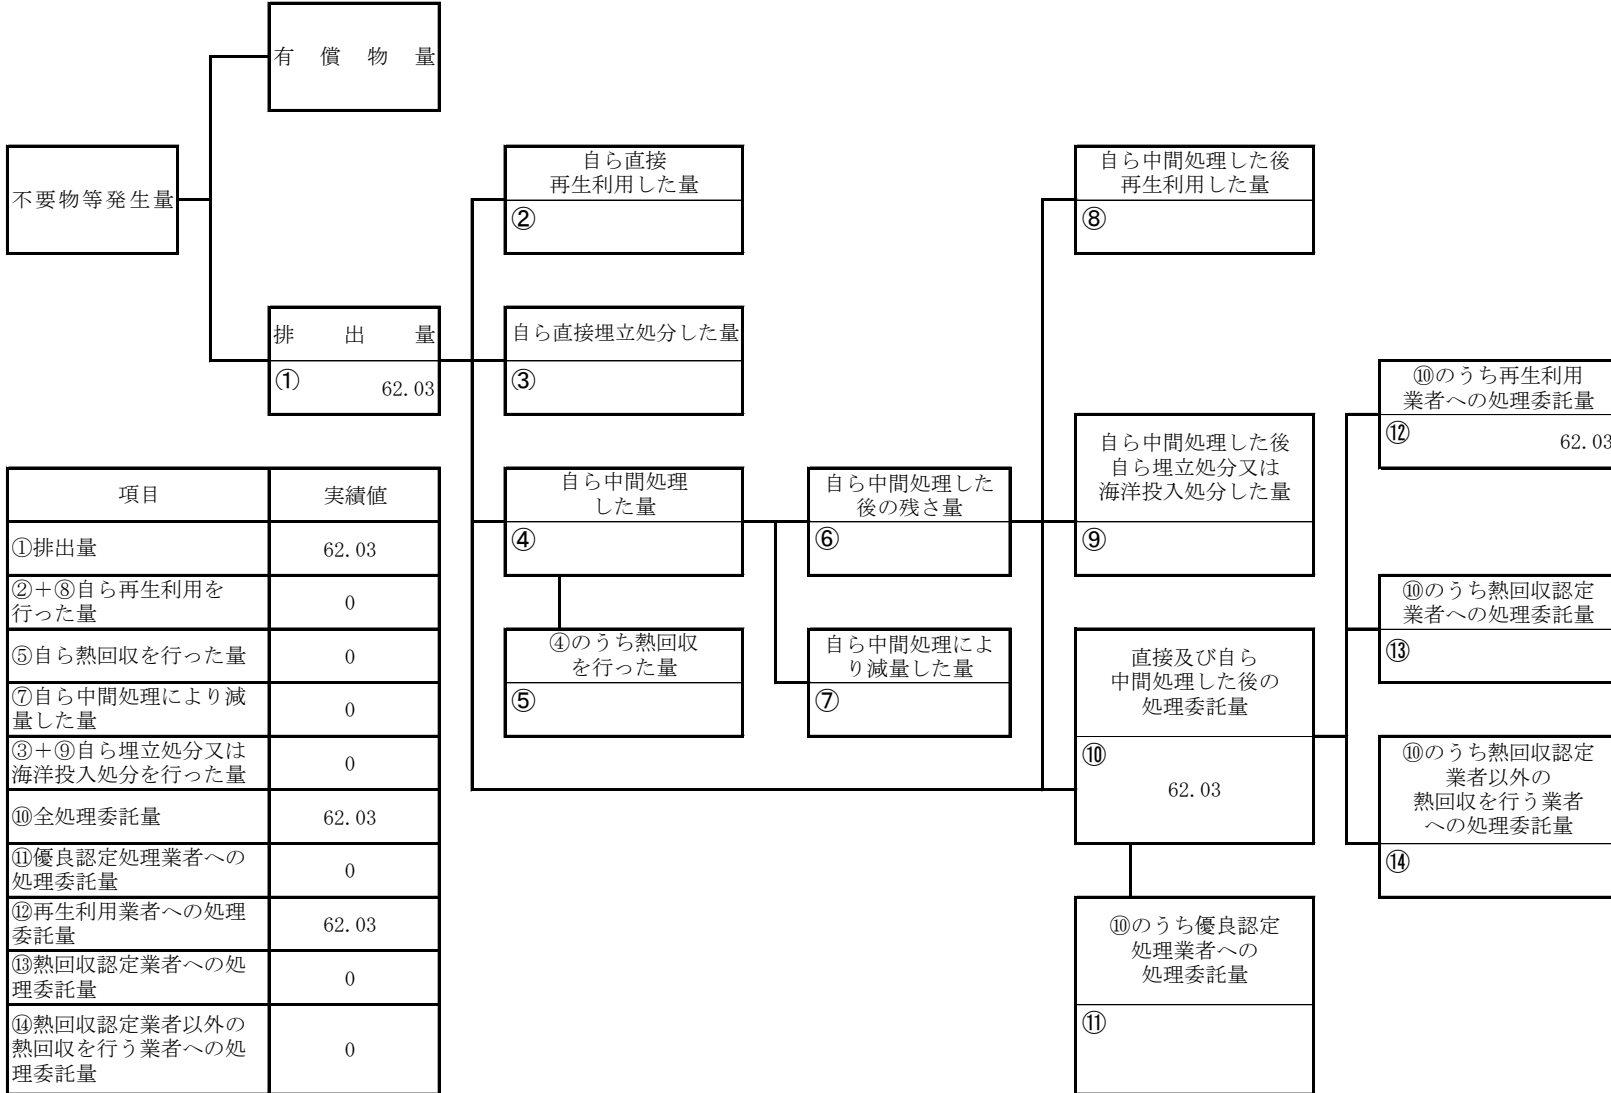 有償物量
不要物等発生量
自ら直接
再生利用した量
②
自ら中間処理した後
再生利用した量
⑧
排出量
① 62.03
自ら直接埋立処分した量
③
⑩のうち再生利用
業者への処理委託量
⑫ 62.03
自ら中間処理した後
自ら埋立処分又は
海洋投入処分した量
⑨
自ら中間処理
した量
④
自ら中間処理した
後の残さ量
⑥
⑩のうち熱回収認定
業者への処理委託量
⑬
④のうち熱回収
を行った量
⑤
自ら中間処理によ
り減量した量
⑦
直接及び自ら
中間処理した後の
処理委託量
⑩
62.03
⑩のうち熱回収認定
業者以外の
熱回収を行う業者
への処理委託量
⑭
⑩のうち優良認定
処理業者への
処理委託量
⑪
項目 実績値
①排出量 62.03
②＋⑧自ら再生利用を
行った量 0
⑤自ら熱回収を行った量 0
⑦自ら中間処理により減
量した量 0
③＋⑨自ら埋立処分又は
海洋投入処分を行った量 0
⑩全処理委託量 62.03
⑪優良認定処理業者への
処理委託量 0
⑫再生利用業者への処理
委託量 62.03
⑬熱回収認定業者への処
理委託量 0
⑭熱回収認定業者以外の
熱回収を行う業者への処
理委託量 0